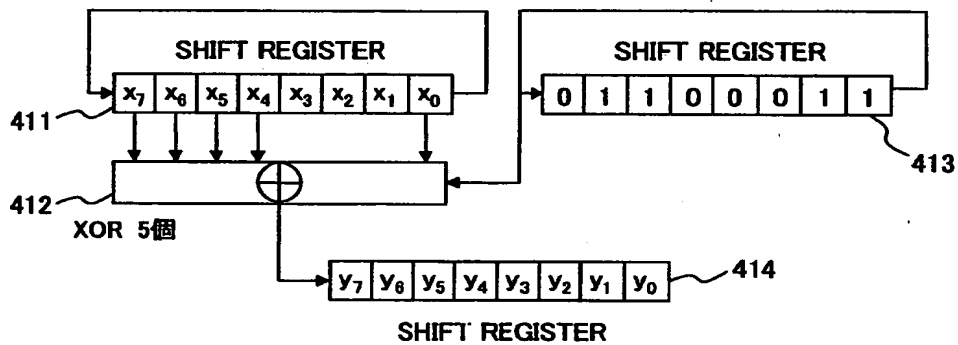 SHIFT REGISTER
SHIFT REGISTER
x7 x6 x5 x4 x3 x2 x1 x0
0 1 1 0 0 0 1 1
411
413
412
XOR 5個
y7 y6 y5 y4 y3 y2 y1 y0
414
SHIFT REGISTER